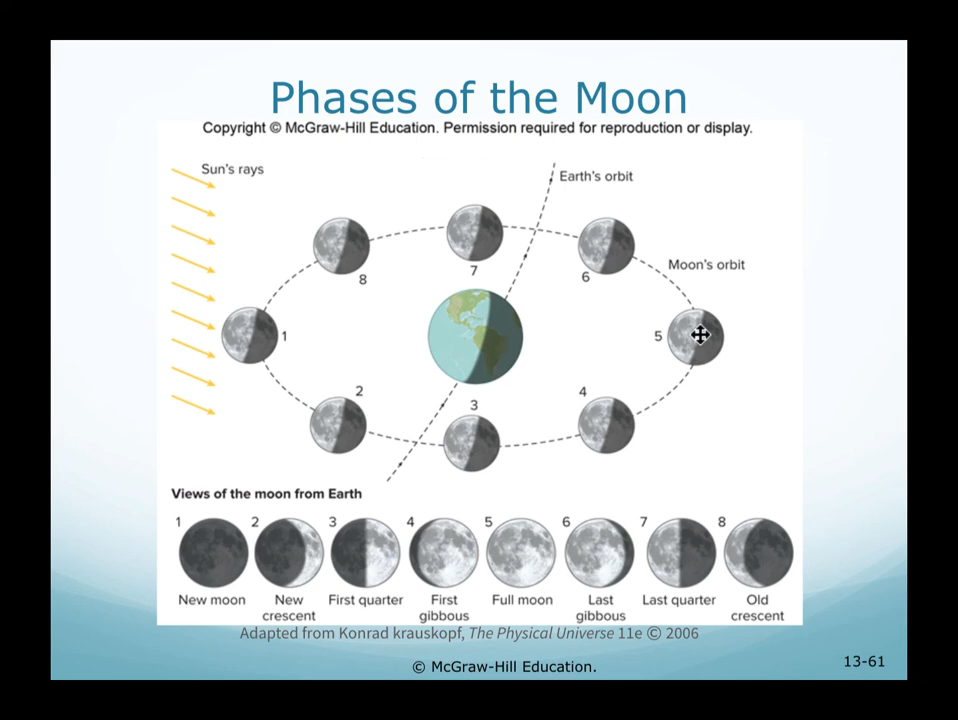 Phases of the Moon
Copyright © McGraw-Hill Education. Permission required for reproduction or display.
Sun's rays
Earth's orbit
8
7
6
Moon's orbit
1
5
2
3
4
Views of the moon from Earth
1 2 3 4 5 6 7 8
New moon New crescent First quarter First gibbous Full moon Last gibbous Last quarter Old crescent
Adapted from Konrad krauskopf, The Physical Universe 11e © 2006
© McGraw-Hill Education.
13-61